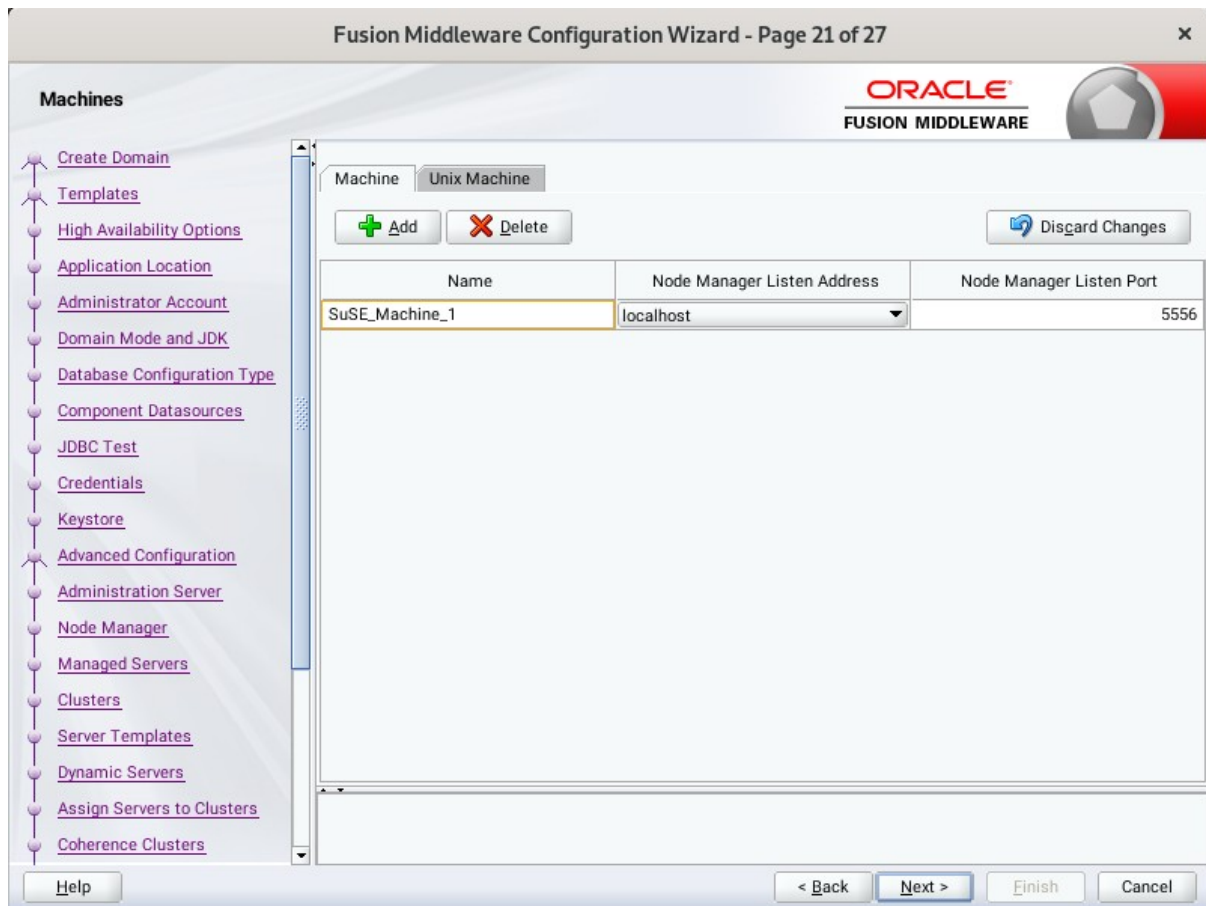 Fusion Middleware Configuration Wizard - Page 21 of 27
Machines
ORACLE
FUSION MIDDLEWARE
Create Domain
Templates
High Availability Options
Application Location
Administrator Account
Domain Mode and JDK
Database Configuration Type
Component Datasources
JDBC Test
Credentials
Keystore
Advanced Configuration
Administration Server
Node Manager
Managed Servers
Clusters
Server Templates
Dynamic Servers
Assign Servers to Clusters
Coherence Clusters
Machine Unix Machine
Add Delete Discard Changes
Name Node Manager Listen Address Node Manager Listen Port
SuSE_Machine_1 localhost 5556
Help < Back Next > Finish Cancel